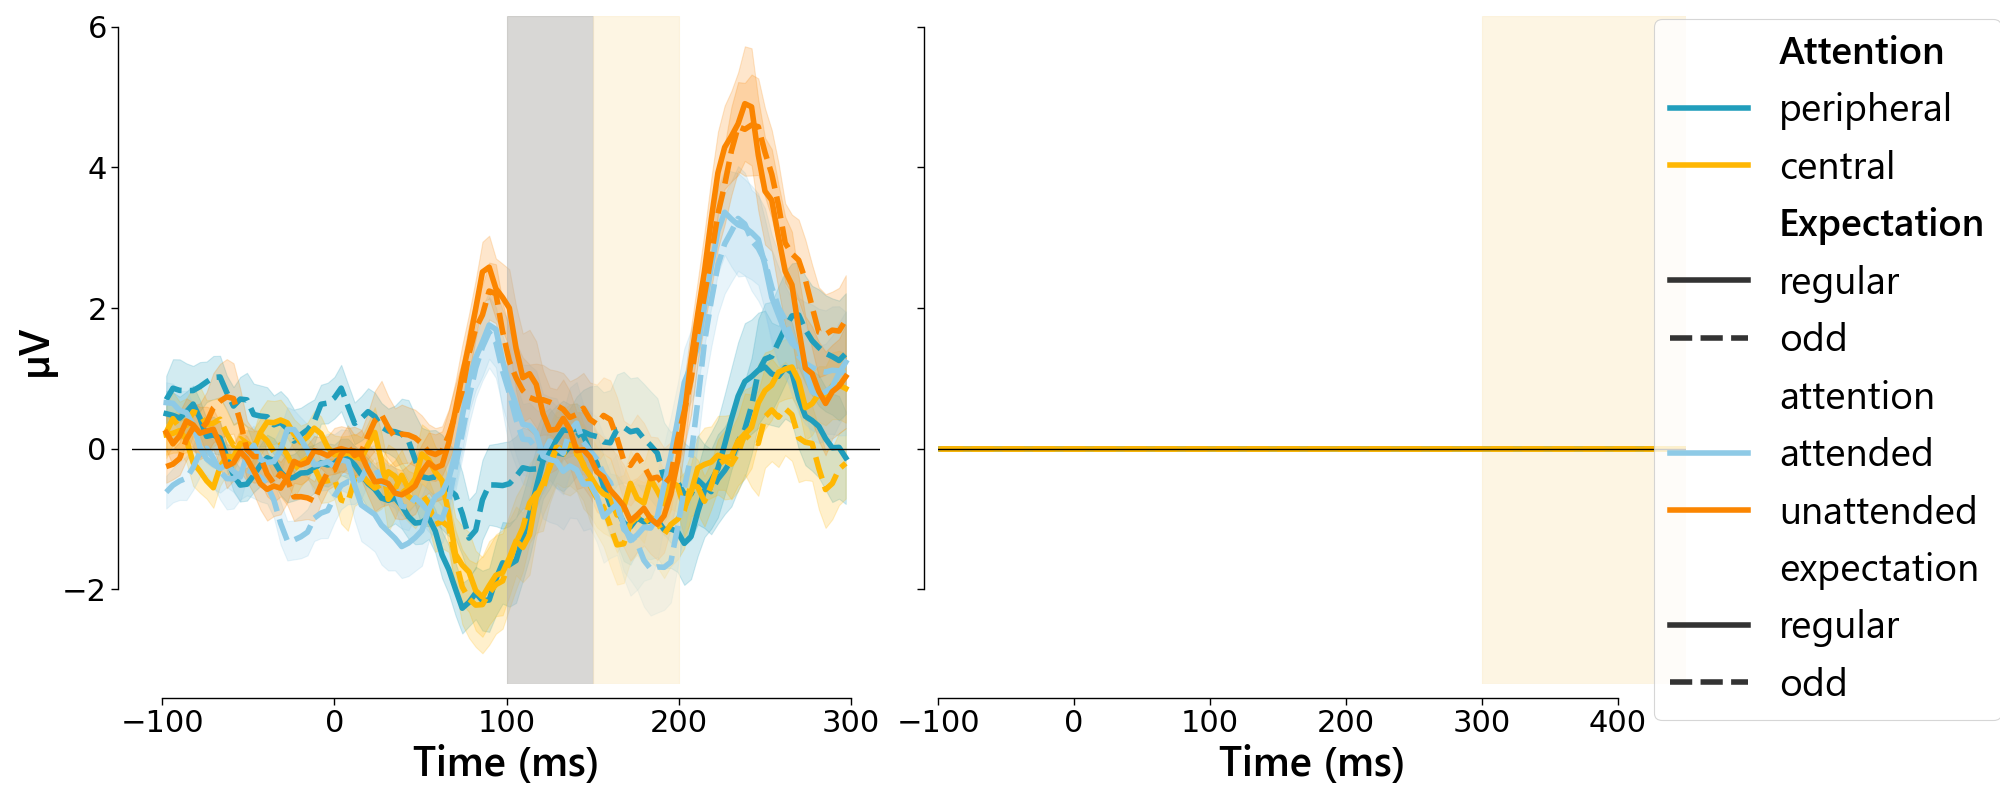 6
4
2
0
−2
µV
−100 0 100 200 300
Time (ms)
−100 0 100 200 300 400
Time (ms)
Attention
peripheral
central
Expectation
regular
odd
attention
attended
unattended
expectation
regular
odd